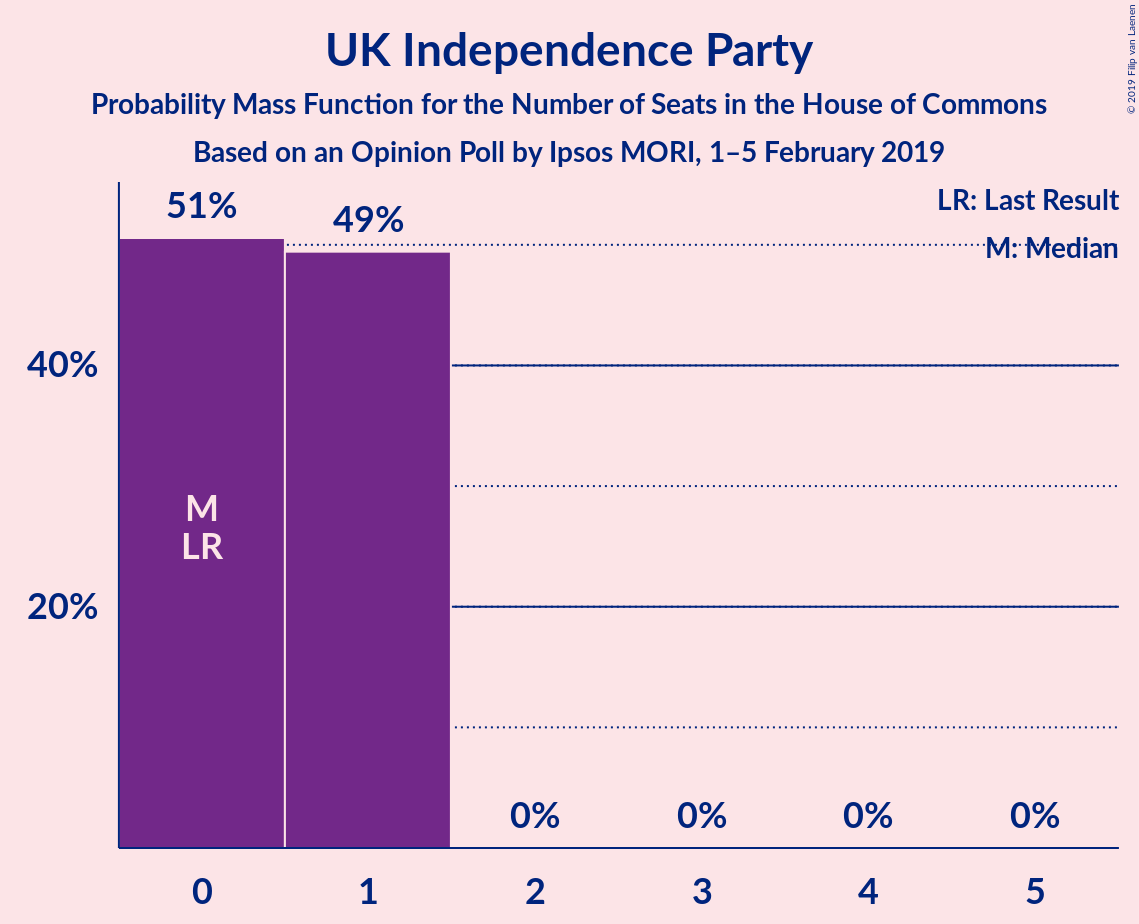 UK Independence Party
Probability Mass Function for the Number of Seats in the House of Commons
Based on an Opinion Poll by Ipsos MORI, 1–5 February 2019
© 2019 Filip van Laenen
LR: Last Result
M: Median
51%
49%
40%
20%
M
LR
0%
0%
0%
0%
0
1
2
3
4
5